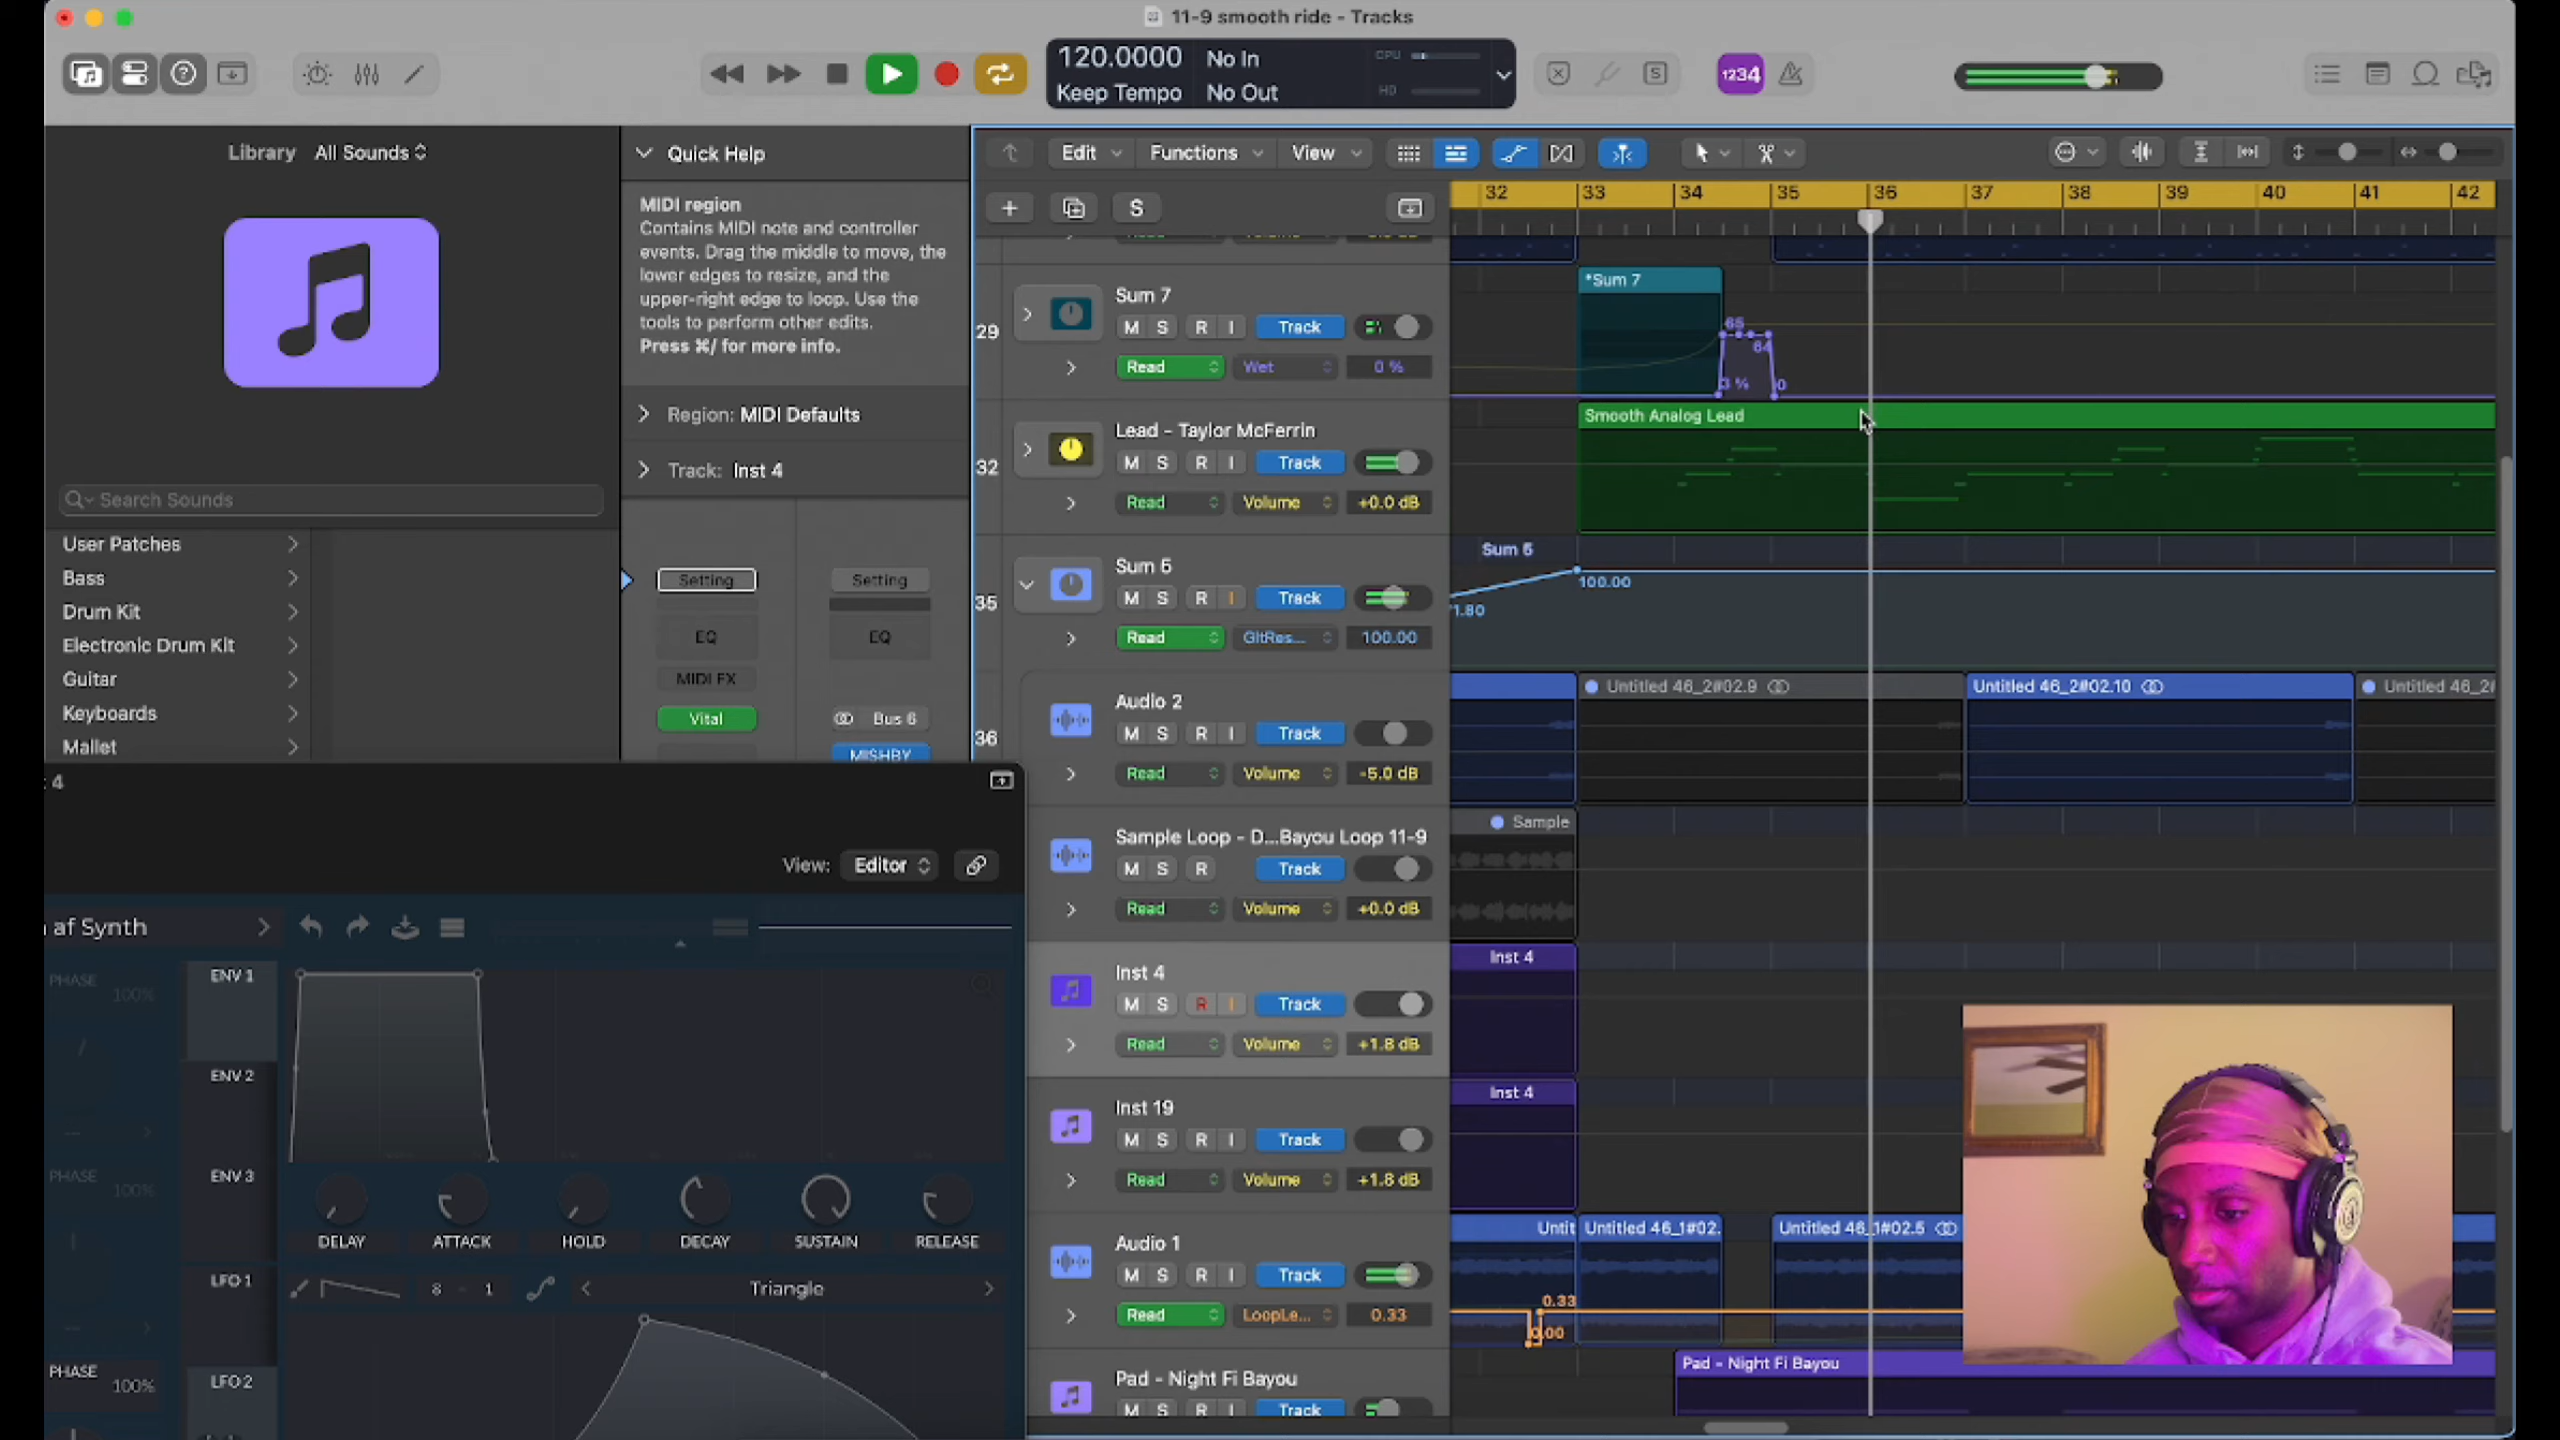 11-9 smooth ride - Tracks
120.0000
No In
CPU
Keep Tempo
No Out
HD
1234
Library All Sounds
Search Sounds
User Patches
Bass
Drum Kit
Electronic Drum Kit
Guitar
Keyboards
Mallet
Quick Help
MIDI region
Contains MIDI note and controller
events. Drag the middle to move, the
lower edges to resize, and the
upper-right edge to loop. Use the
tools to perform other edits.
Press ⌘/ for more info.
Region: MIDI Defaults
Track: Inst 4
Setting
Setting
EQ
EQ
MIDI FX
Vital
Bus 6
MISHBY
Edit Functions View
S
32 33 34 35 36 37 38 39 40 41 42
29
Sum 7
M S R I Track
Read Wet 0 %
*Sum 7
65
64
3 %
0
32
Lead - Taylor McFerrin
M S R I Track
Read Volume +0.0 dB
Smooth Analog Lead
35
Sum 6
M S R I Track
Read GltRes... 100.00
Sum 6
100.00
1.80
36
Audio 2
M S R I Track
Read Volume -5.0 dB
Untitled 46_2#02.9
Untitled 46_2#02.10
Sample Loop - D...Bayou Loop 11-9
M S R Track
Read Volume +0.0 dB
Sample
Inst 4
M S R I Track
Read Volume +1.8 dB
Inst 4
Inst 19
M S R I Track
Read Volume +1.8 dB
Inst 4
Audio 1
M S R I Track
Read LoopLe... 0.33
Untit
Untitled 46_1#02.
Untitled 46_1#02.5
0.33
0.00
Pad - Night Fi Bayou
M S R I Track
Pad - Night Fi Bayou
: 4
View: Editor
af Synth
PHASE
100%
ENV 1
ENV 2
PHASE
100%
ENV 3
DELAY ATTACK HOLD DECAY SUSTAIN RELEASE
LFO 1
8 - 1
Triangle
PHASE
100%
LFO 2